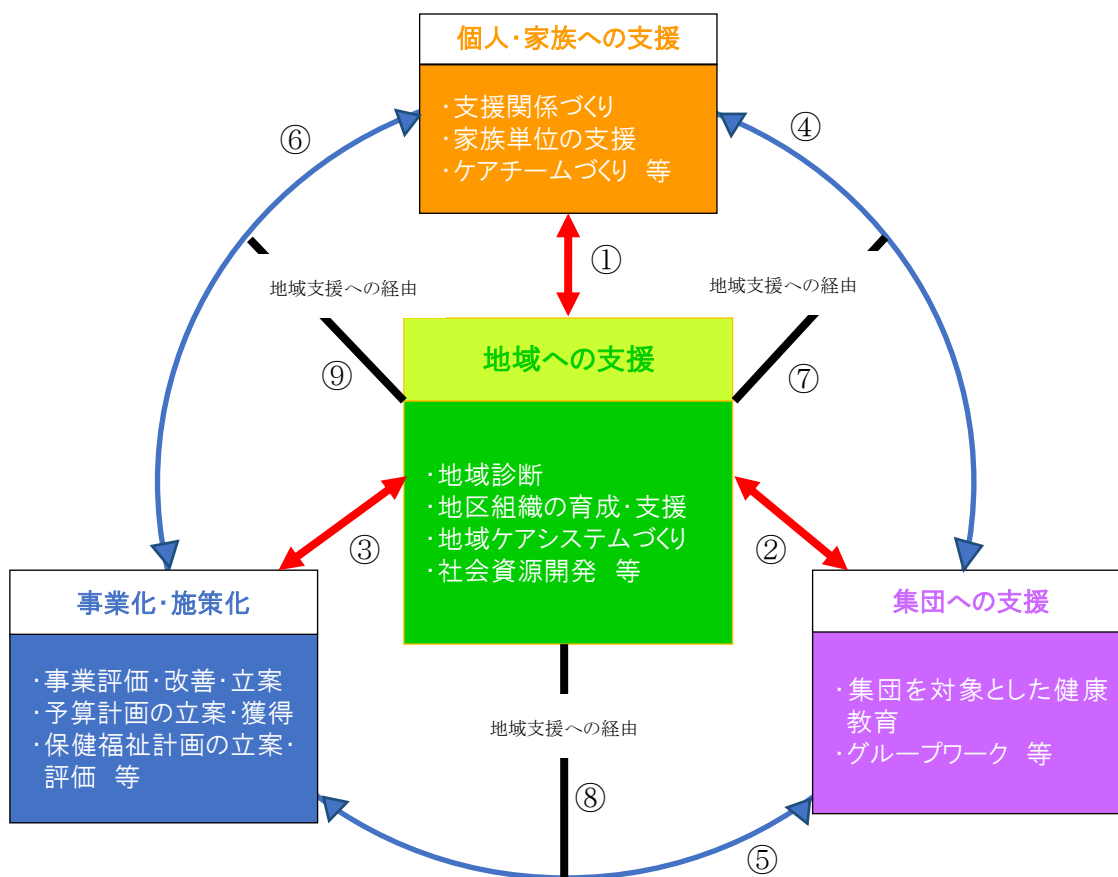 個人・家族への支援
・支援関係づくり
・家族単位の支援
・ケアチームづくり 等
⑥
④
①
地域支援への経由
地域支援への経由
⑨
⑦
地域への支援
・地域診断
・地区組織の育成・支援
・地域ケアシステムづくり
・社会資源開発 等
③
②
事業化・施策化
・事業評価・改善・立案
・予算計画の立案・獲得
・保健福祉計画の立案・
評価 等
集団への支援
・集団を対象とした健康
教育
・グループワーク 等
地域支援への経由
⑧
⑤